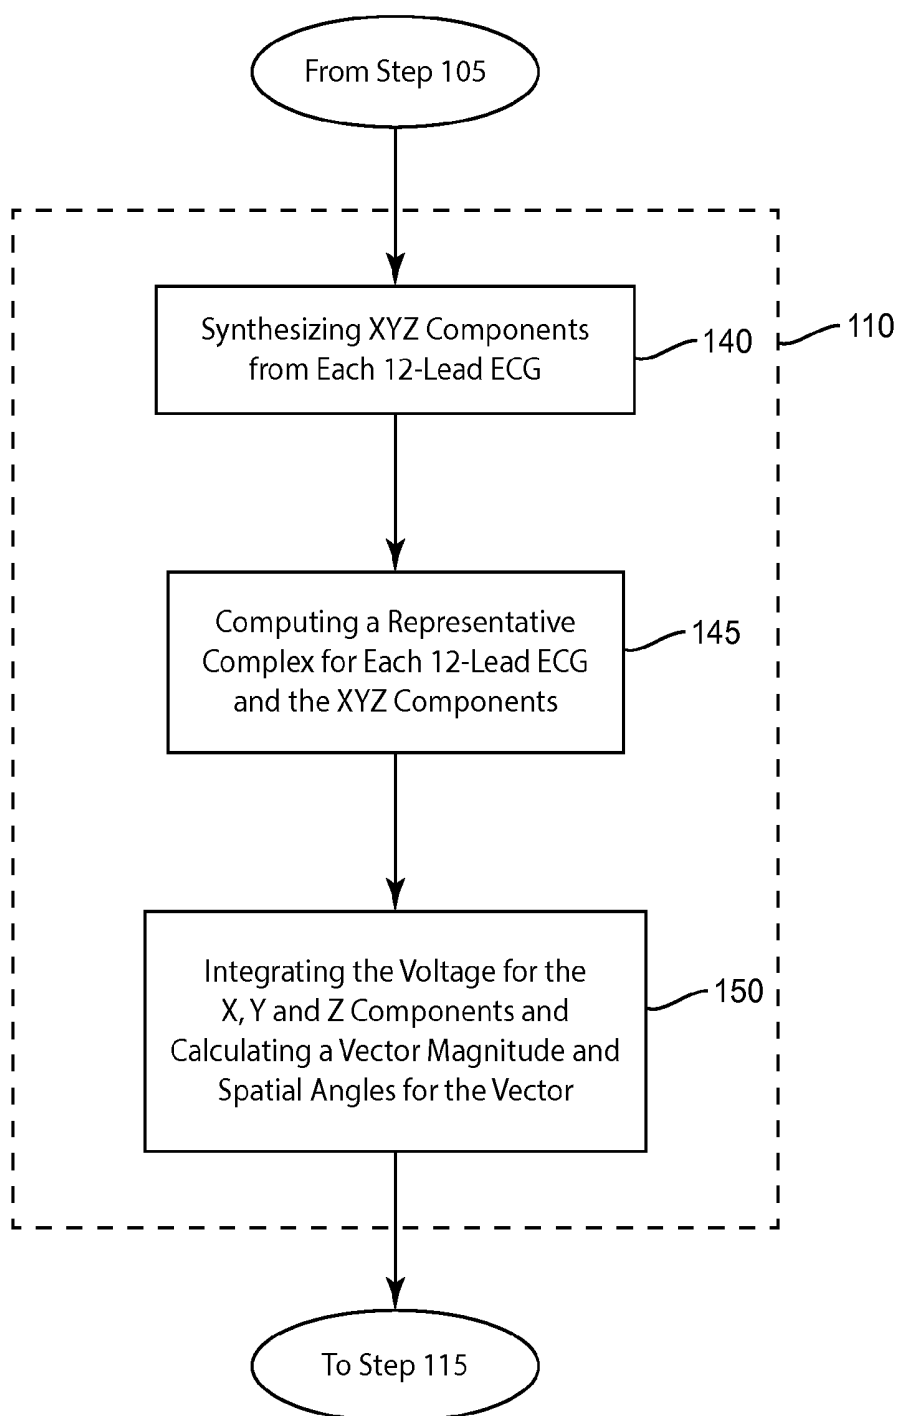 From Step 105
110
Synthesizing XYZ Components
from Each 12-Lead ECG
140
Computing a Representative
Complex for Each 12-Lead ECG
and the XYZ Components
145
Integrating the Voltage for the
X, Y and Z Components and
Calculating a Vector Magnitude and
Spatial Angles for the Vector
150
To Step 115